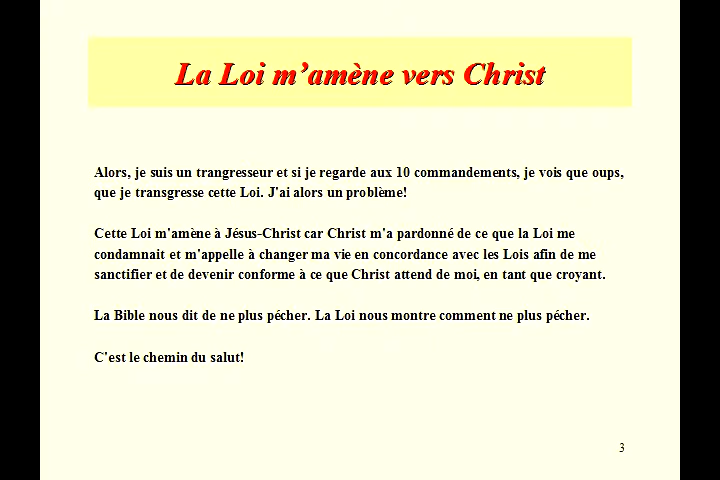 La Loi m’amène vers Christ
Alors, je suis un trangresseur et si je regarde aux 10 commandements, je vois que oups,
que je transgresse cette Loi. J'ai alors un problème!
Cette Loi m'amène à Jésus-Christ car Christ m'a pardonné de ce que la Loi me
condamnait et m'appelle à changer ma vie en concordance avec les Lois afin de me
sanctifier et de devenir conforme à ce que Christ attend de moi, en tant que croyant.
La Bible nous dit de ne plus pécher. La Loi nous montre comment ne plus pécher.
C'est le chemin du salut!
3